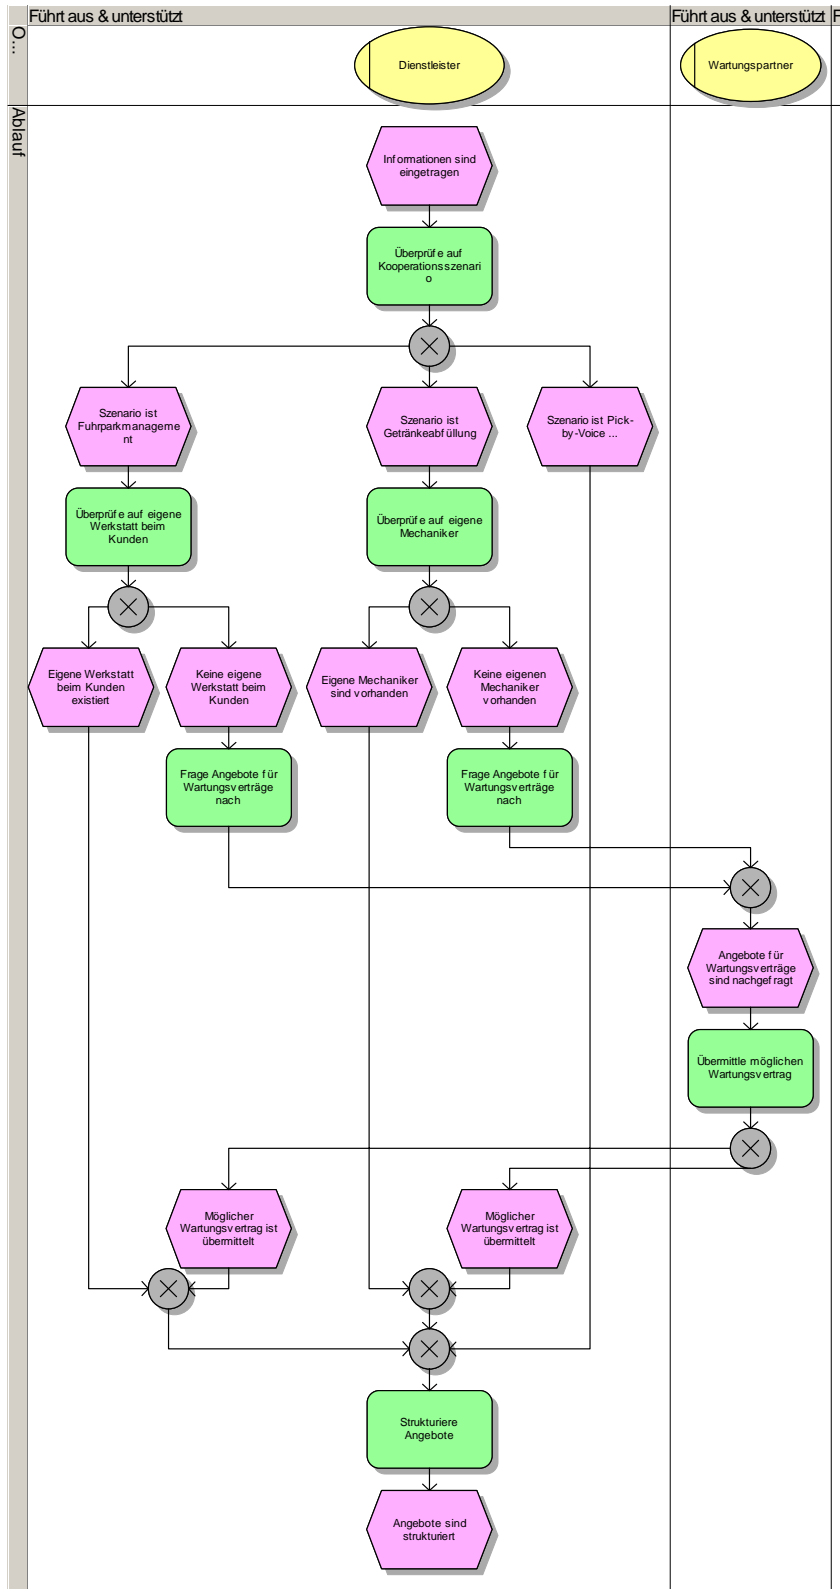 Führt aus & unterstützt
Führt aus & unterstützt
F
O...
Dienstleister
Wartungspartner
Ablauf
Informationen sind
eingetragen
Überprüfe auf
Kooperationsszenari
o
Szenario ist
Fuhrparkmanageme
nt
Szenario ist
Getränkeabfüllung
Szenario ist Pick-
by-Voice ...
Überprüfe auf eigene
Werkstatt beim
Kunden
Überprüfe auf eigene
Mechaniker
Eigene Werkstatt
beim Kunden
existiert
Keine eigene
Werkstatt beim
Kunden
Eigene Mechaniker
sind vorhanden
Keine eigenen
Mechaniker
vorhanden
Frage Angebote für
Wartungsverträge
nach
Frage Angebote für
Wartungsverträge
nach
Angebote für
Wartungsverträge
sind nachgefragt
Übermittle möglichen
Wartungsvertrag
Möglicher
Wartungsvertrag ist
übermittelt
Möglicher
Wartungsvertrag ist
übermittelt
Strukturiere
Angebote
Angebote sind
strukturiert